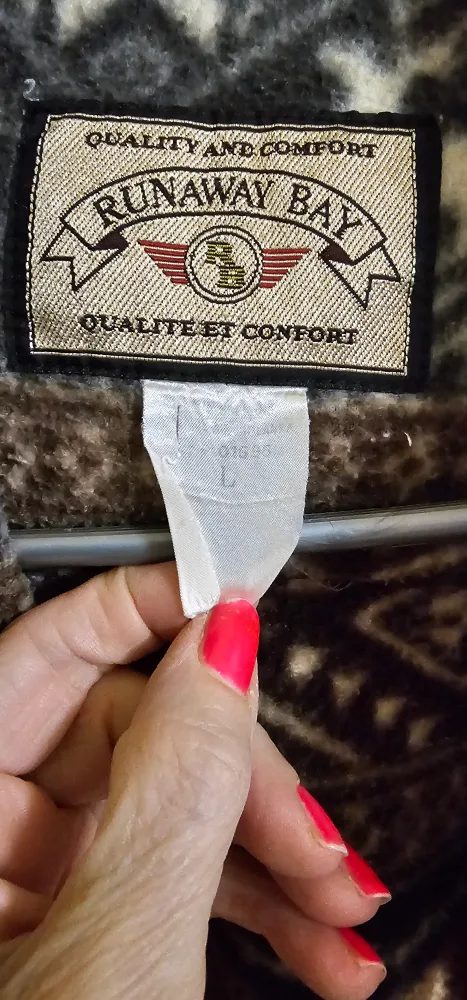 QUALITY AND COMFORT
RUNAWAY BAY
RB
QUALITE ET CONFORT
L